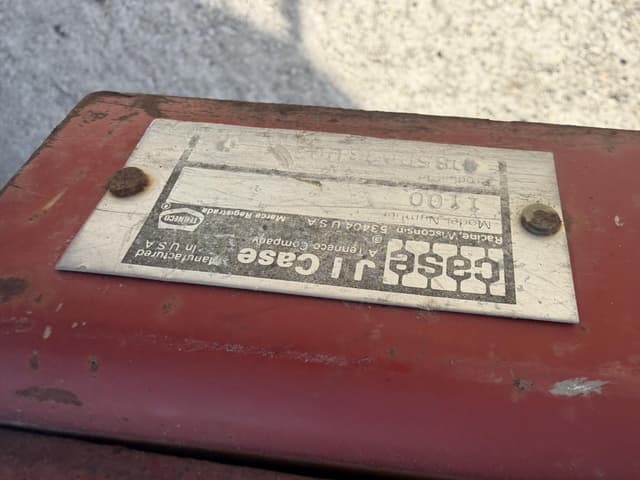 case J I Case
A Tenneco Company
Racine, Wisconsin 53404 U S A
Manufactured
in U S A
TENNECO
® Marca Registrada
Model Number
1100